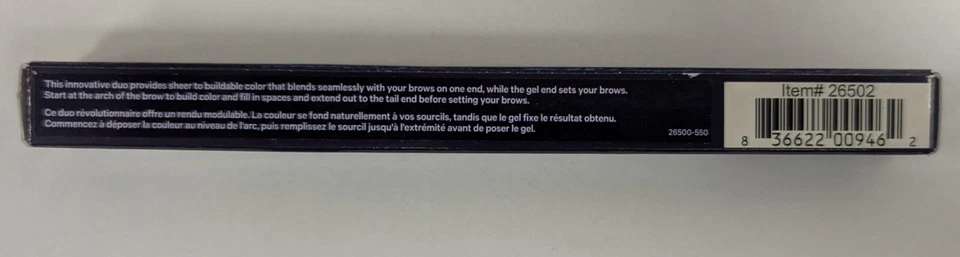 This innovative duo provides sheer to buildable color that blends seamlessly with your brows on one end, while the gel end sets your brows.
Start at the arch of the brow to build color and fill in spaces and extend out to the tail end before setting your brows.
Ce duo révolutionnaire offre un rendu modulable. La couleur se fond naturellement à vos sourcils, tandis que le gel fixe le résultat obtenu.
Commencez à déposer la couleur au niveau de l'arc, puis remplissez le sourcil jusqu'à l'extrémité avant de poser le gel.
26500-550
Item# 26502
8 36622 00946 2